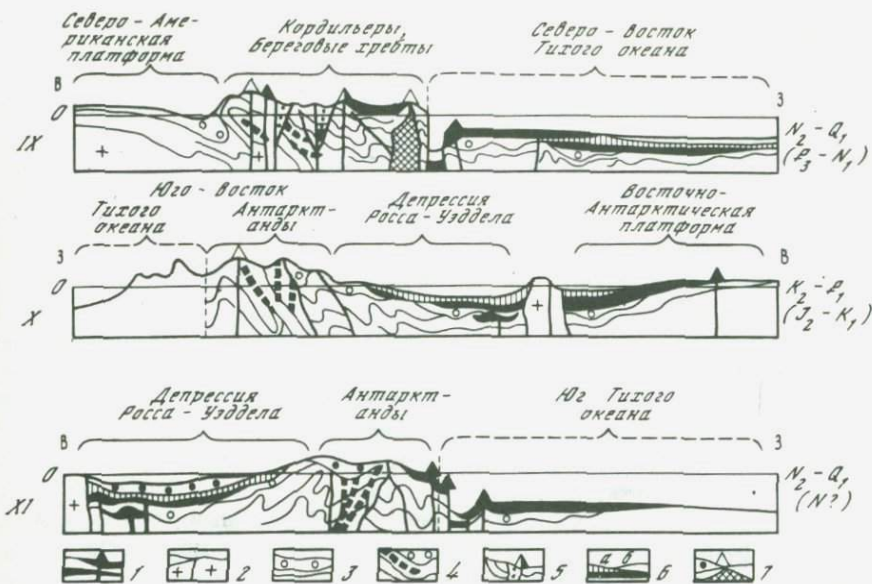 Северо-Аме-
риканская
платформа
Кордильеры,
Береговые хребты
Северо-восток
Тихого океана
В
З
0
IX
N₂-Q₁
(P₃-N₁)
Юго-Восток
Тихого
океана
Антаркт-
анды
Депрессия
Росса-Уэддела
Восточно-
Антарктическая
платформа
З
В
0
X
K₂-P₁
(J₂-K₁)
Депрессия
Росса-Уэддела
Антаркт-
анды
Юг Тихого
океана
В
З
0
XI
N₂-Q₁
(N?)
1 2 3 4 5 а б 6 7